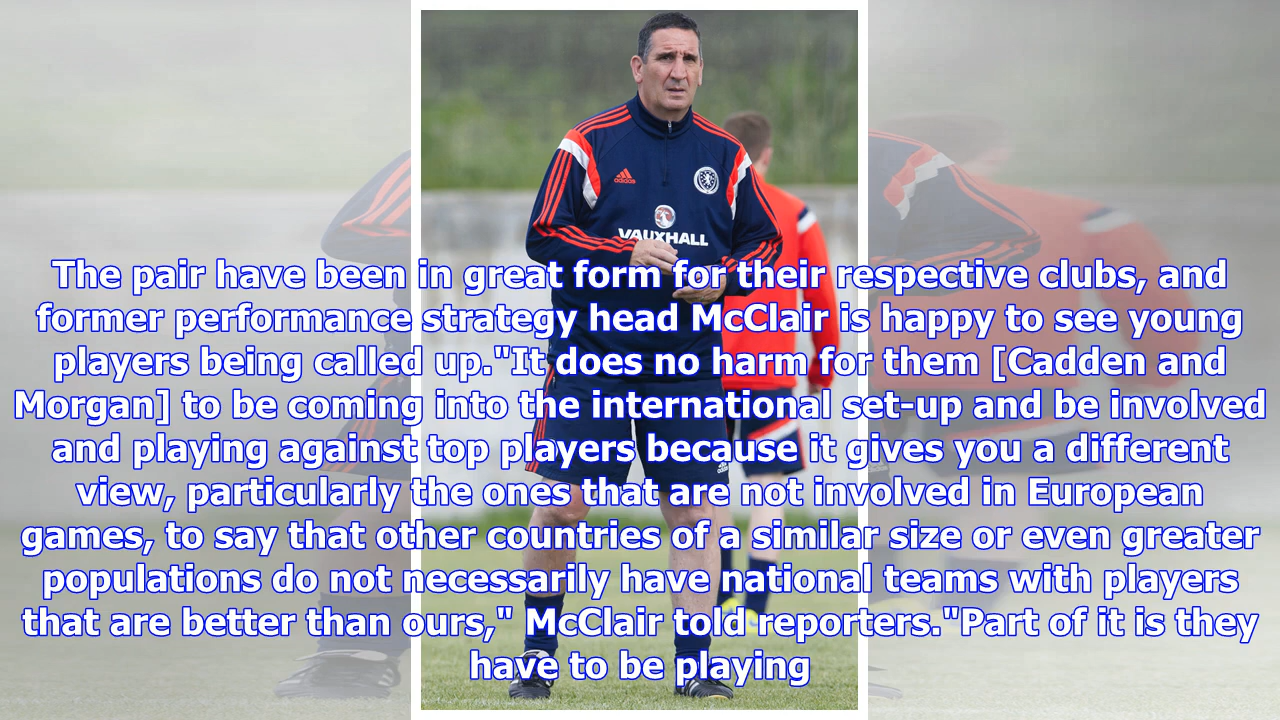 adidas
VAUXHALL
The pair have been in great form for their respective clubs, and
former performance strategy head McClair is happy to see young
players being called up."It does no harm for them [Cadden and
Morgan] to be coming into the international set-up and be involved
and playing against top players because it gives you a different
view, particularly the ones that are not involved in European
games, to say that other countries of a similar size or even greater
populations do not necessarily have national teams with players
that are better than ours," McClair told reporters."Part of it is they
have to be playing